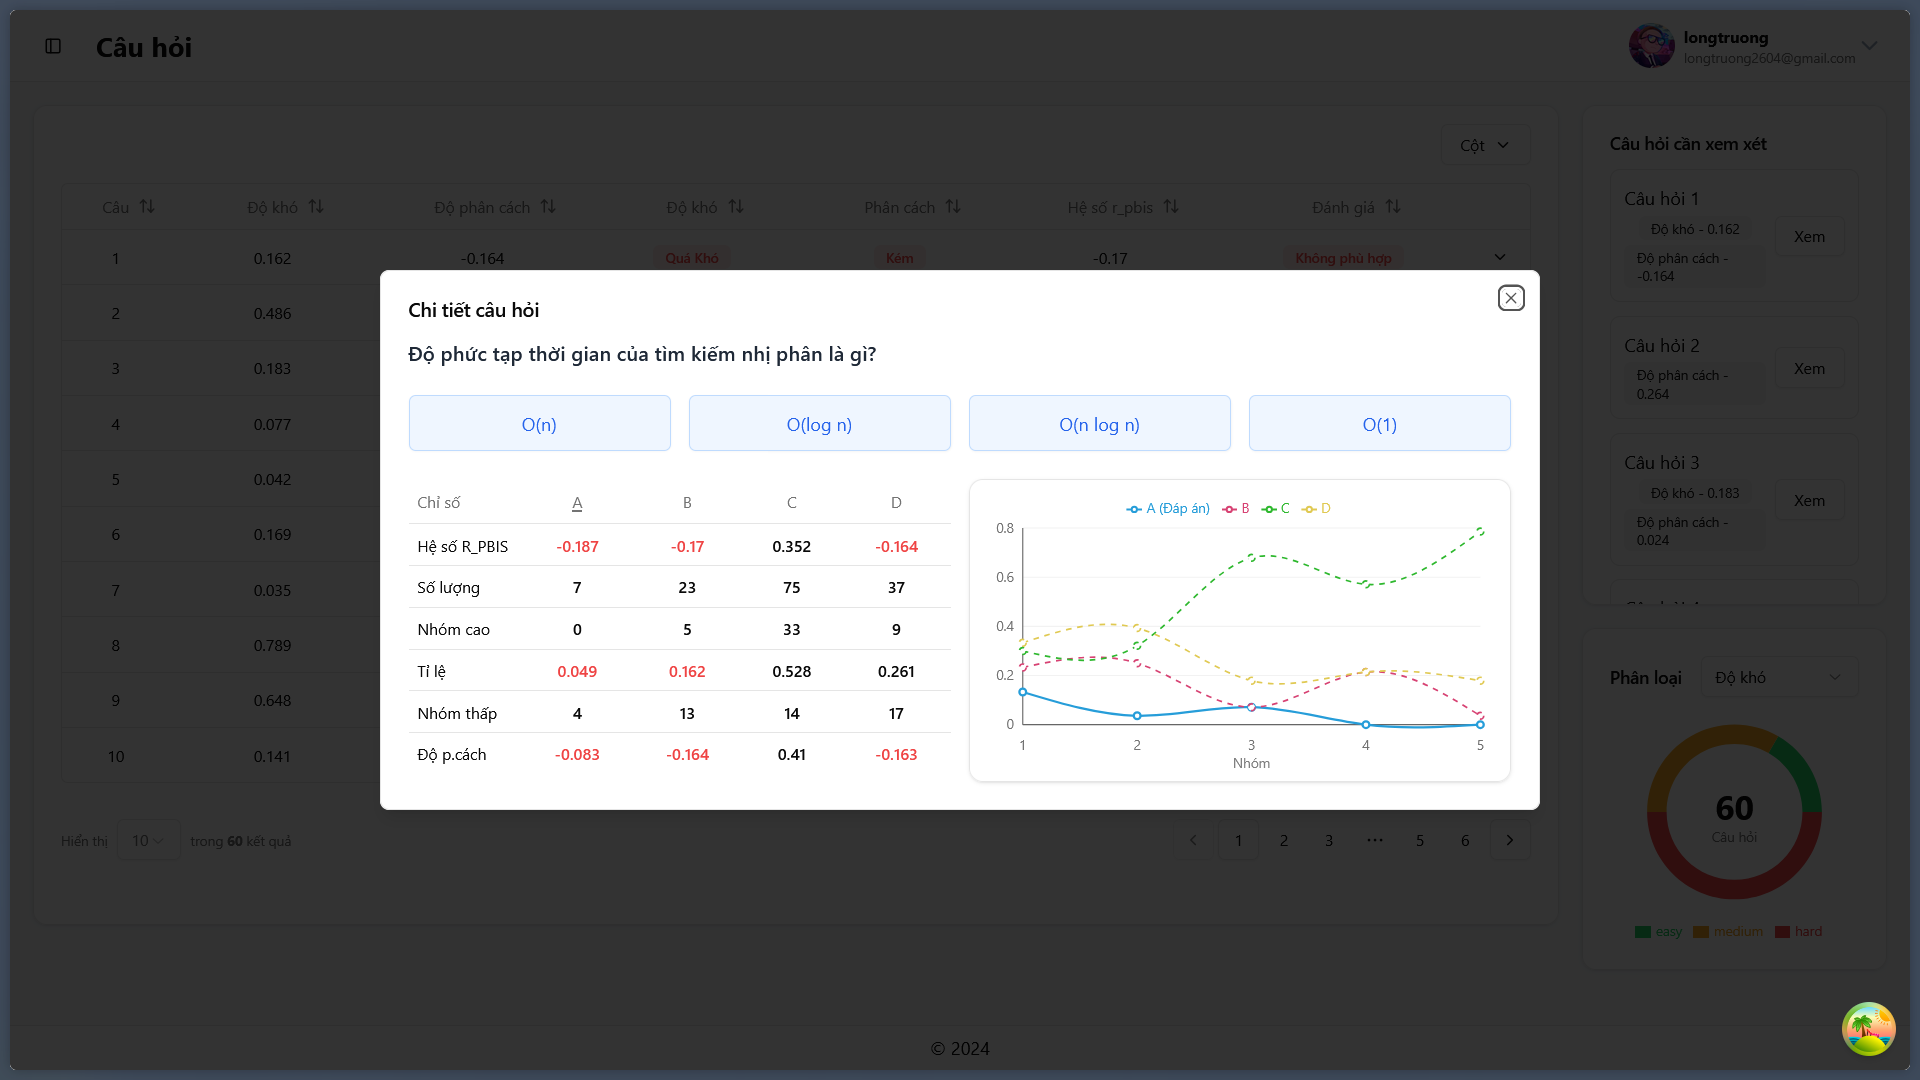 Câu hỏi
longtruong
longtruong2604@gmail.com
Cột
Câu Độ khó Độ phân cách Độ khó Phân cách Hệ số r_pbis Đánh giá
1 0.162 -0.164 Quá Khó Kém -0.17 Không phù hợp
2 0.486
3 0.183
4 0.077
5 0.042
6 0.169
7 0.035
8 0.789
9 0.648
10 0.141
Hiển thị 10 trong 60 kết quả
1 2 3 ··· 5 6
Chi tiết câu hỏi
Độ phức tạp thời gian của tìm kiếm nhị phân là gì?
O(n) O(log n) O(n log n) O(1)
Chỉ số A B C D
Hệ số R_PBIS -0.187 -0.17 0.352 -0.164
Số lượng 7 23 75 37
Nhóm cao 0 5 33 9
Tỉ lệ 0.049 0.162 0.528 0.261
Nhóm thấp 4 13 14 17
Độ p.cách -0.083 -0.164 0.41 -0.163
A (Đáp án) B C D
0.8
0.6
0.4
0.2
0
1 2 3 4 5
Nhóm
Câu hỏi cần xem xét
Câu hỏi 1
Độ khó - 0.162
Độ phân cách -
-0.164
Xem
Câu hỏi 2
Độ phân cách -
0.264
Xem
Câu hỏi 3
Độ khó - 0.183
Độ phân cách -
0.024
Xem
Phân loại Độ khó
60
Câu hỏi
easy medium hard
© 2024